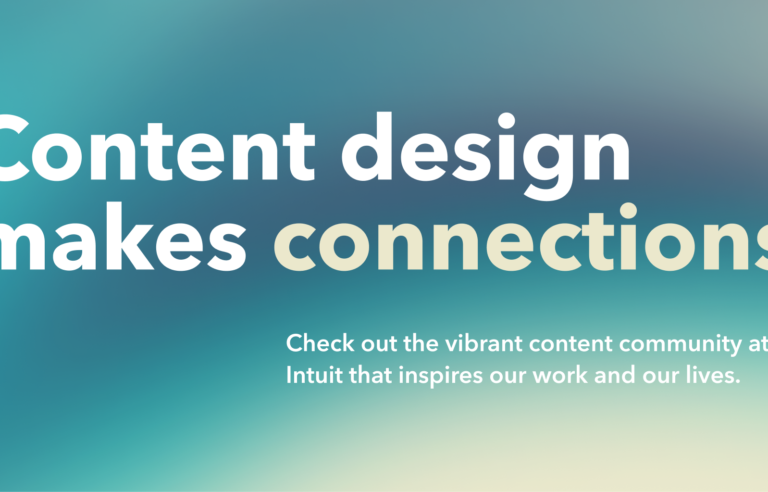 Content design
makes connections
Check out the vibrant content community at
Intuit that inspires our work and our lives.